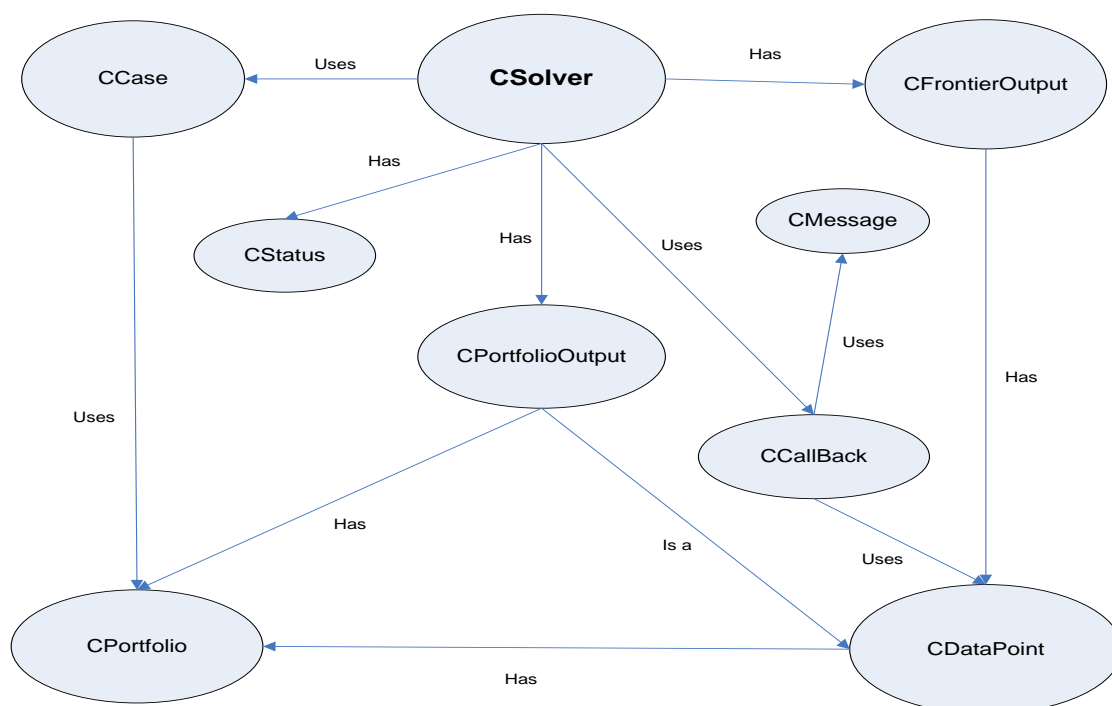 CCase
Uses
CSolver
Has
CFrontierOutput
Has
CStatus
Has
Uses
CMessage
CPortfolioOutput
Uses
Has
Uses
CCallBack
Has
Is a
Uses
CPortfolio
Has
CDataPoint